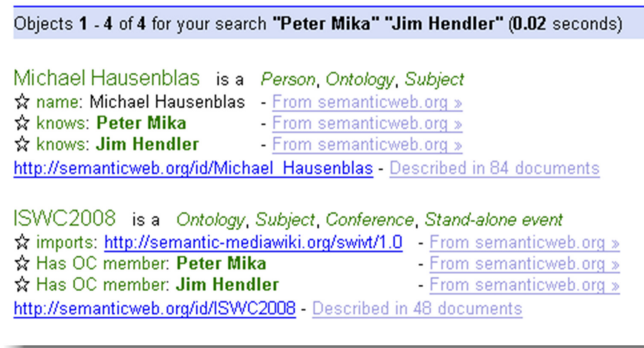 Objects 1 - 4 of 4 for your search "Peter Mika" "Jim Hendler" (0.02 seconds)
Michael Hausenblas is a Person, Ontology, Subject
☆ name: Michael Hausenblas - From semanticweb.org »
☆ knows: Peter Mika - From semanticweb.org »
☆ knows: Jim Hendler - From semanticweb.org »
http://semanticweb.org/id/Michael_Hausenblas - Described in 84 documents
ISWC2008 is a Ontology, Subject, Conference, Stand-alone event
☆ imports: http://semantic-mediawiki.org/swivt/1.0 - From semanticweb.org »
☆ Has OC member: Peter Mika - From semanticweb.org »
☆ Has OC member: Jim Hendler - From semanticweb.org »
http://semanticweb.org/id/ISWC2008 - Described in 48 documents